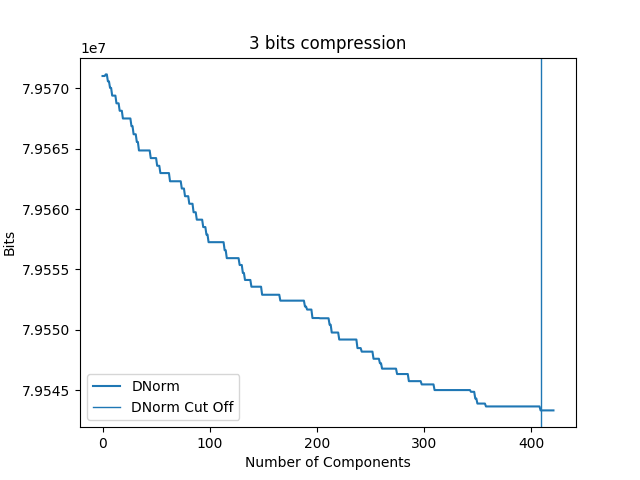 3 bits compression
1e7
7.9570
7.9565
7.9560
7.9555
7.9550
7.9545
Bits
DNorm
DNorm Cut Off
0 100 200 300 400
Number of Components